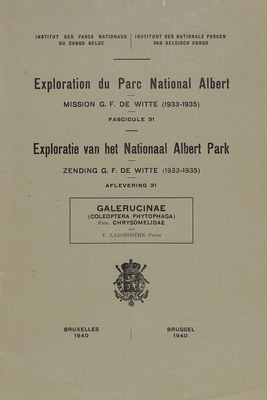 INSTITUT DES PARCS NATIONAUX
DU CONGO BELGE
INSTITUUT DER NATIONALE PARKEN
VAN BELGISCH CONGO
Exploration du Parc National Albert
MISSION G. F. DE WITTE (1933-1935)
FASCICULE 31
Exploratie van het Nationaal Albert Park
ZENDING G. F. DE WITTE (1933-1935)
AFLEVERING 31
GALERUCINAE
(COLEOPTERA PHYTOPHAGA)
FAM. CHRYSOMELIDAE
V. LABOISSIÈRE (Paris)
BRUXELLES
1940
BRUSSEL
1940